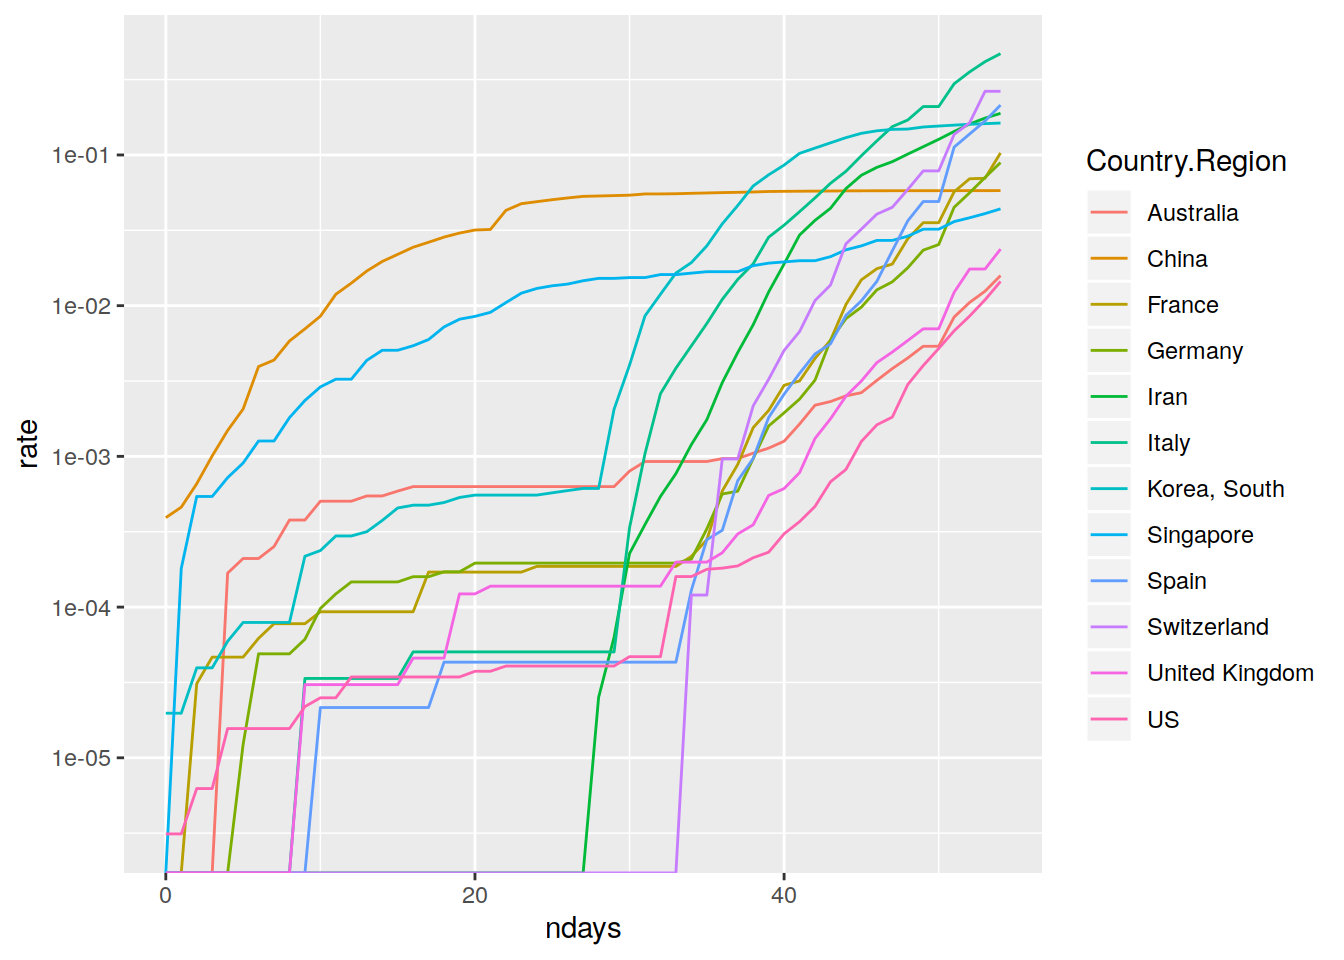 1e-01
1e-02
1e-03
1e-04
1e-05
rate
0 20 40
ndays
Country.Region
Australia
China
France
Germany
Iran
Italy
Korea, South
Singapore
Spain
Switzerland
United Kingdom
US